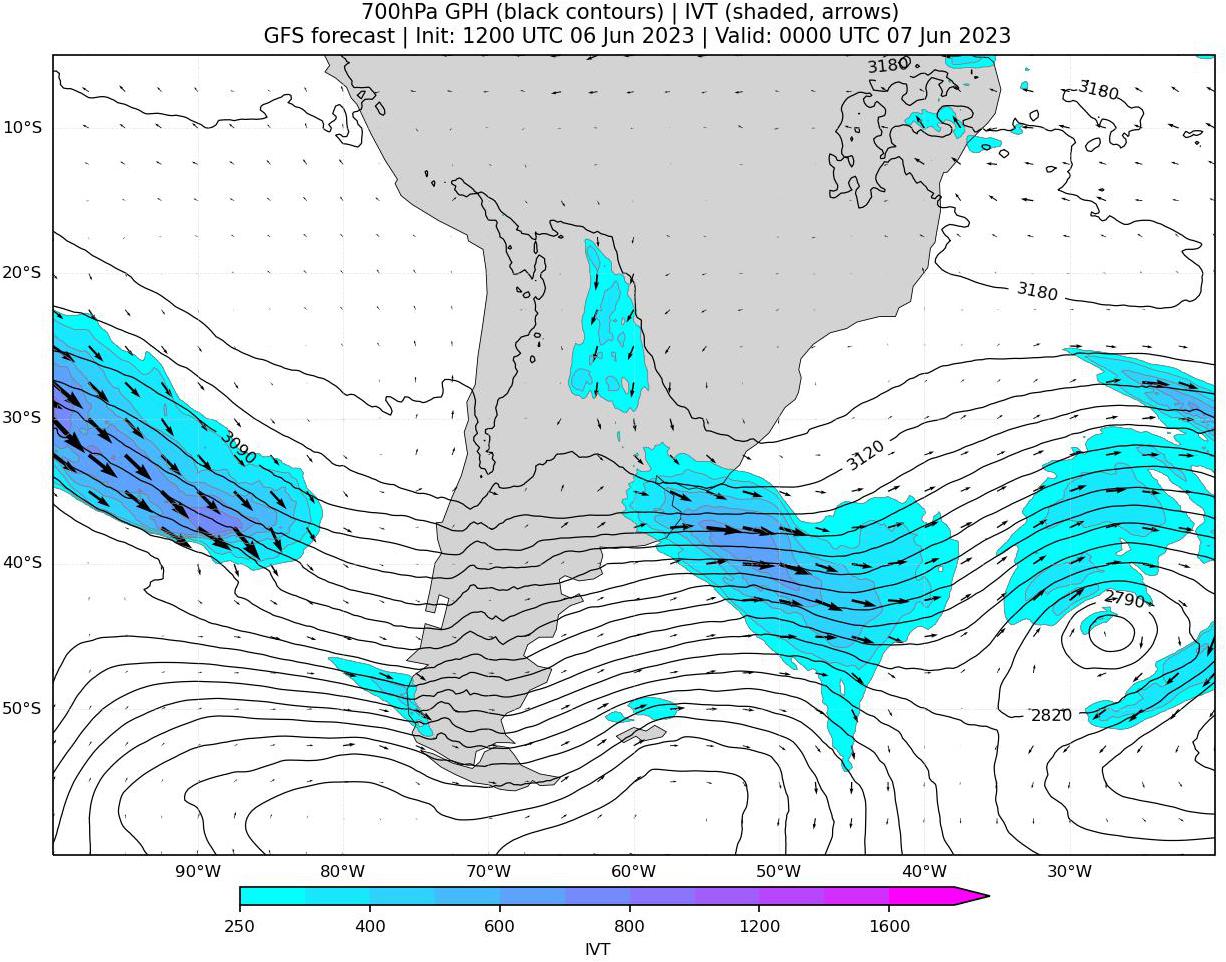 700hPa GPH (black contours) | IVT (shaded, arrows)
GFS forecast | Init: 1200 UTC 06 Jun 2023 | Valid: 0000 UTC 07 Jun 2023
3180
3180
10°S
20°S
3180
30°S
3090
3120
40°S
2790
50°S
2820
90°W 80°W 70°W 60°W 50°W 40°W 30°W
250 400 600 800 1200 1600
IVT